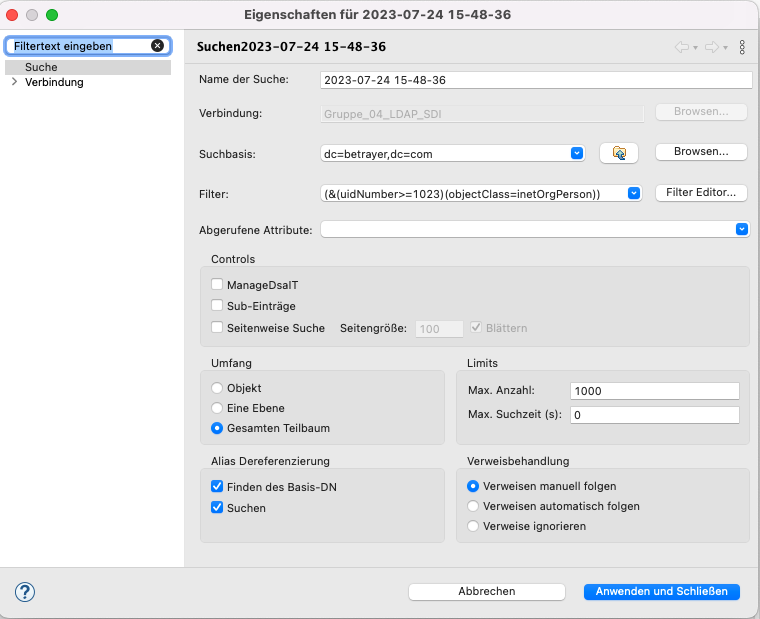 Eigenschaften für 2023-07-24 15-48-36
Filtertext eingeben
Suche
Verbindung
Suchen2023-07-24 15-48-36
Name der Suche: 2023-07-24 15-48-36
Verbindung: Gruppe_04_LDAP_SDI Browsen...
Suchbasis: dc=betrayer,dc=com Browsen...
Filter: (&(uidNumber>=1023)(objectClass=inetOrgPerson)) Filter Editor...
Abgerufene Attribute:
Controls
ManageDsaIT
Sub-Einträge
Seitenweise Suche Seitengröße: 100 Blättern
Umfang
Objekt
Eine Ebene
Gesamten Teilbaum
Limits
Max. Anzahl: 1000
Max. Suchzeit (s): 0
Alias Dereferenzierung
Finden des Basis-DN
Suchen
Verweisbehandlung
Verweisen manuell folgen
Verweisen automatisch folgen
Verweise ignorieren
?
Abbrechen
Anwenden und Schließen